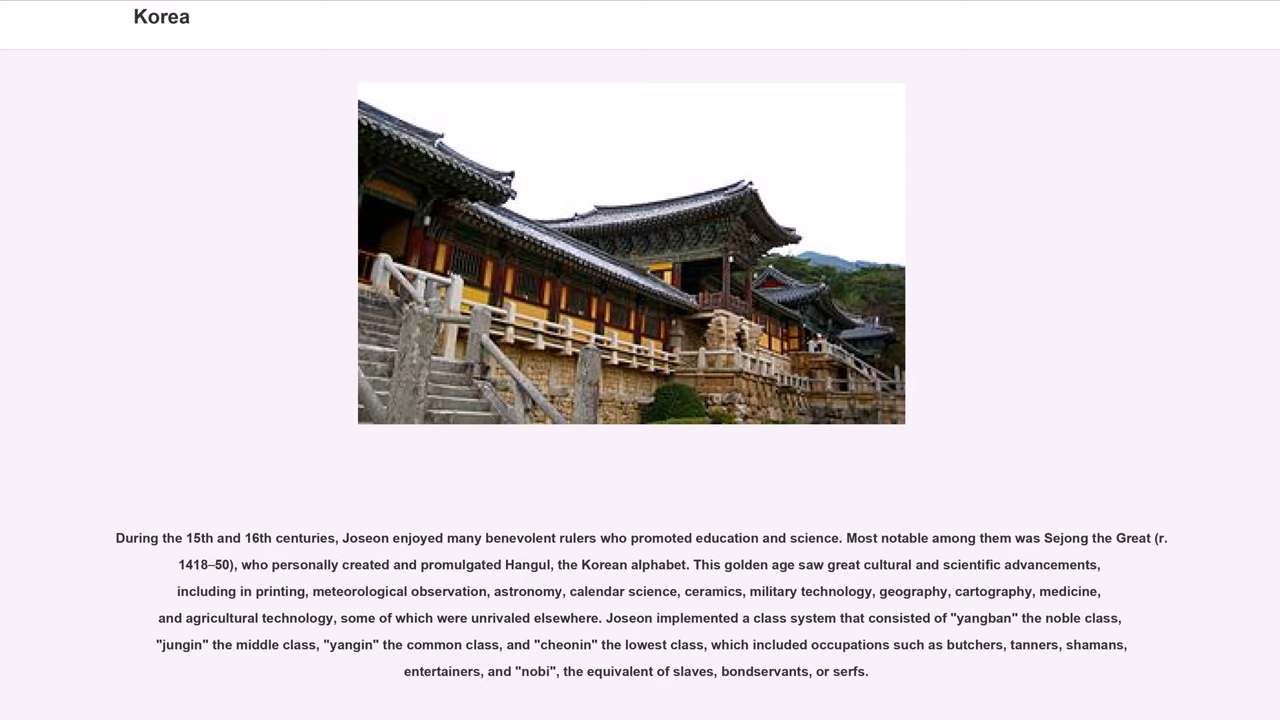 Korea
During the 15th and 16th centuries, Joseon enjoyed many benevolent rulers who promoted education and science. Most notable among them was Sejong the Great (r.
1418–50), who personally created and promulgated Hangul, the Korean alphabet. This golden age saw great cultural and scientific advancements,
including in printing, meteorological observation, astronomy, calendar science, ceramics, military technology, geography, cartography, medicine,
and agricultural technology, some of which were unrivaled elsewhere. Joseon implemented a class system that consisted of "yangban" the noble class,
"jungin" the middle class, "yangin" the common class, and "cheonin" the lowest class, which included occupations such as butchers, tanners, shamans,
entertainers, and "nobi", the equivalent of slaves, bondservants, or serfs.